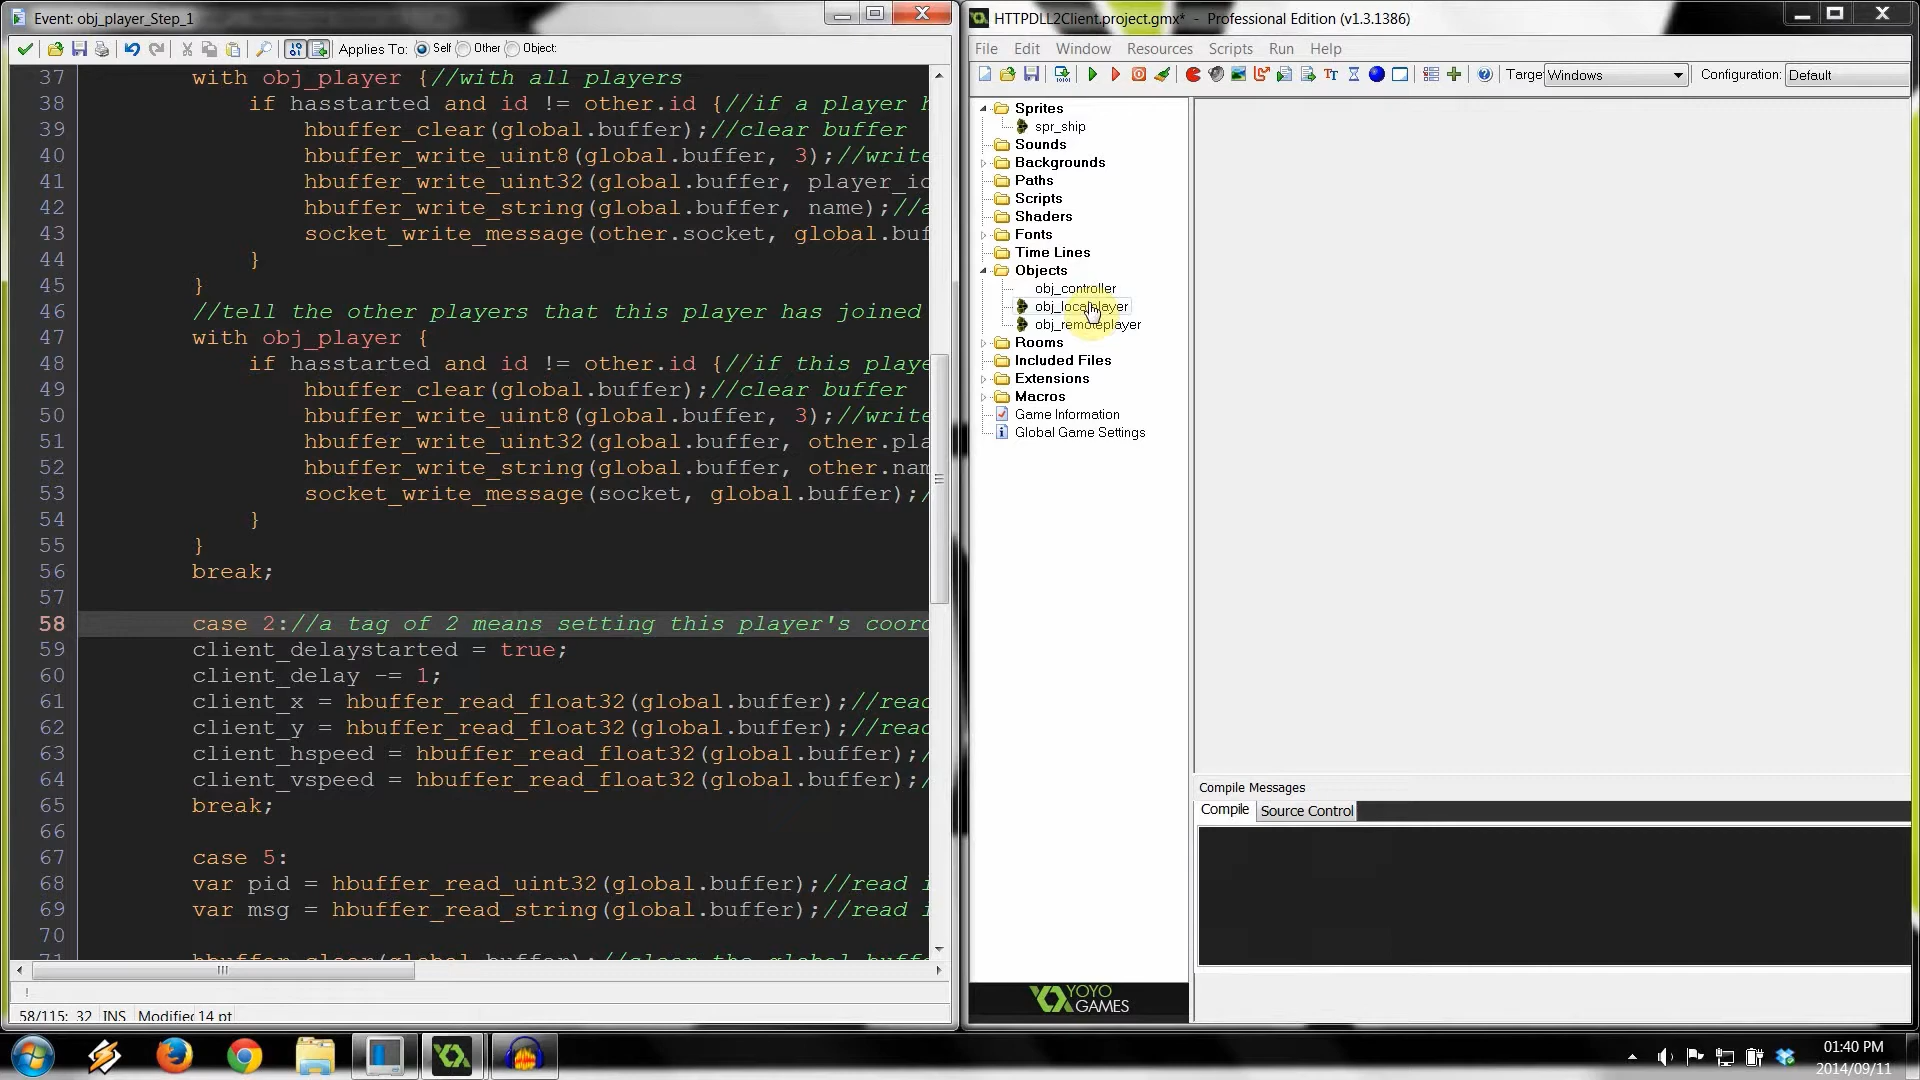 Event: obj_player_Step_1
Applies To: Self Other Object:
37 with obj_player {//with all players
38 if hasstarted and id != other.id {//if a player h
39 hbuffer_clear(global.buffer);//clear buffer
40 hbuffer_write_uint8(global.buffer, 3);//write
41 hbuffer_write_uint32(global.buffer, player_id
42 hbuffer_write_string(global.buffer, name);//a
43 socket_write_message(other.socket, global.buf
44 }
45 }
46 //tell the other players that this player has joined
47 with obj_player {
48 if hasstarted and id != other.id {//if this playe
49 hbuffer_clear(global.buffer);//clear buffer
50 hbuffer_write_uint8(global.buffer, 3);//write
51 hbuffer_write_uint32(global.buffer, other.pla
52 hbuffer_write_string(global.buffer, other.nam
53 socket_write_message(socket, global.buffer);/
54 }
55 }
56 break;
57
58 case 2://a tag of 2 means setting this player's coord
59 client_delaystarted = true;
60 client_delay -= 1;
61 client_x = hbuffer_read_float32(global.buffer);//read
62 client_y = hbuffer_read_float32(global.buffer);//read
63 client_hspeed = hbuffer_read_float32(global.buffer);/
64 client_vspeed = hbuffer_read_float32(global.buffer);/
65 break;
66
67 case 5:
68 var pid = hbuffer_read_uint32(global.buffer);//read i
69 var msg = hbuffer_read_string(global.buffer);//read i
70
71 hbuffer_clear(global.buffer);//clear the global buff
58/115: 32 INS Modified 14 pt
HTTPDLL2Client.project.gmx* - Professional Edition (v1.3.1386)
File Edit Window Resources Scripts Run Help
Target Windows Configuration: Default
Sprites
spr_ship
Sounds
Backgrounds
Paths
Scripts
Shaders
Fonts
Time Lines
Objects
obj_controller
obj_localplayer
obj_remoteplayer
Rooms
Included Files
Extensions
Macros
Game Information
Global Game Settings
Compile Messages
Compile Source Control
YOYO
GAMES
01:40 PM
2014/09/11